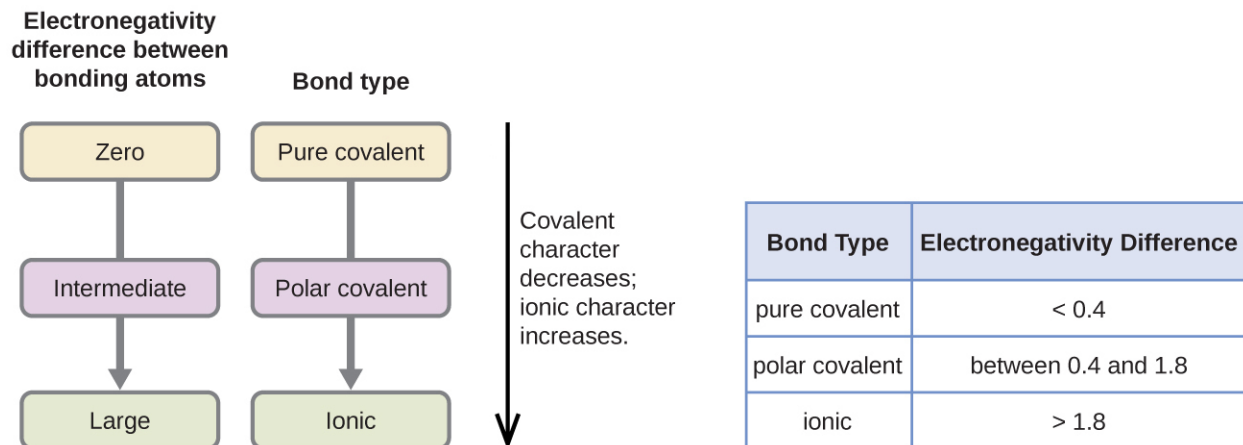 Electronegativity
difference between
bonding atoms
Bond type
Zero
Pure covalent
Intermediate
Polar covalent
Large
Ionic
Covalent
character
decreases;
ionic character
increases.
Bond Type Electronegativity Difference
pure covalent < 0.4
polar covalent between 0.4 and 1.8
ionic > 1.8